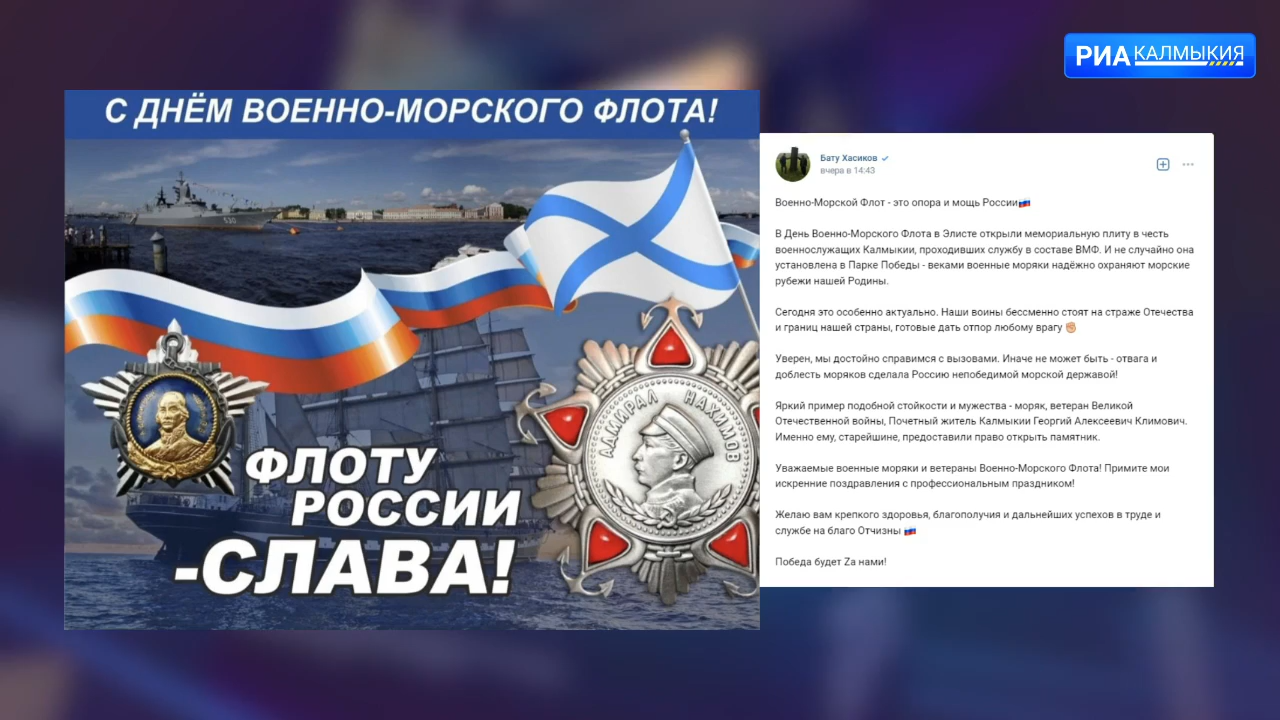 РИА КАЛМЫКИЯ
С ДНЁМ ВОЕННО-МОРСКОГО ФЛОТА!
530
АДМИРАЛ НАХИМОВ
ФЛОТУ
РОССИИ
-СЛАВА!
Бату Хасиков
вчера в 14:43
Военно-Морской Флот - это опора и мощь России🇷🇺
В День Военно-Морского Флота в Элисте открыли мемориальную плиту в честь
военнослужащих Калмыкии, проходивших службу в составе ВМФ. И не случайно она
установлена в Парке Победы - веками военные моряки надёжно охраняют морские
рубежи нашей Родины.
Сегодня это особенно актуально. Наши воины бессменно стоят на страже Отечества
и границ нашей страны, готовые дать отпор любому врагу ✊
Уверен, мы достойно справимся с вызовами. Иначе не может быть - отвага и
доблесть моряков сделала Россию непобедимой морской державой!
Яркий пример подобной стойкости и мужества - моряк, ветеран Великой
Отечественной войны, Почетный житель Калмыкии Георгий Алексеевич Климович.
Именно ему, старейшине, предоставили право открыть памятник.
Уважаемые военные моряки и ветераны Военно-Морского Флота! Примите мои
искренние поздравления с профессиональным праздником!
Желаю вам крепкого здоровья, благополучия и дальнейших успехов в труде и
службе на благо Отчизны 🇷🇺
Победа будет Zа нами!